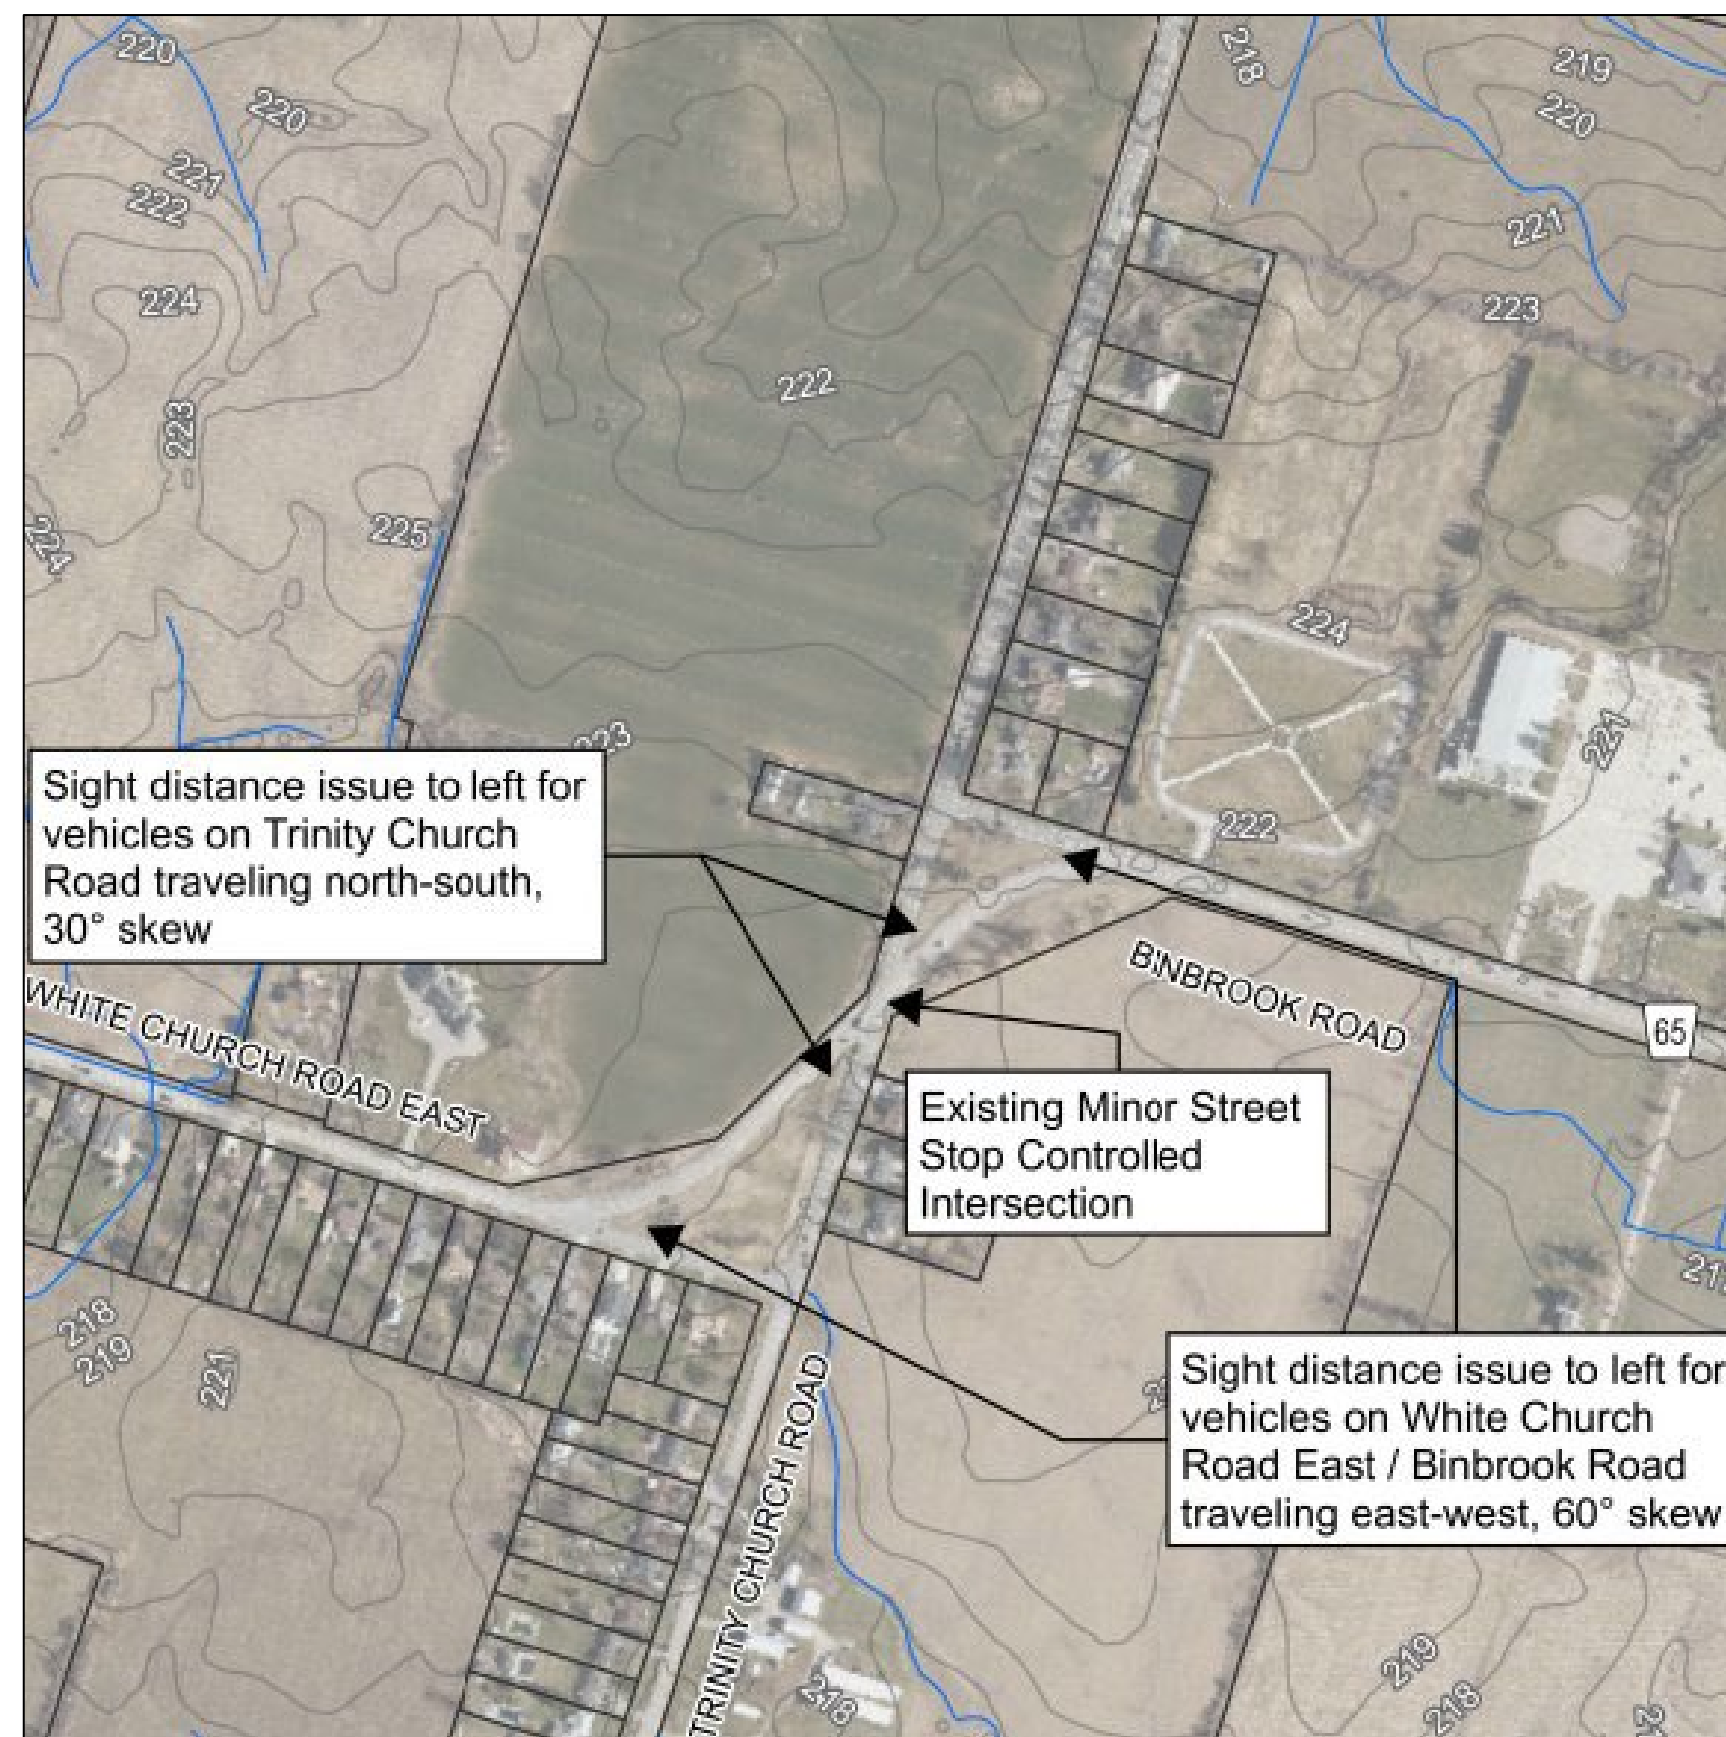 220
218
219
220
220
221
222
221
224
223
222
223
225
224
224
221
223
Sight distance issue to left for
vehicles on Trinity Church
Road traveling north-south,
30° skew
222
BINBROOK ROAD
65
WHITE CHURCH ROAD EAST
Existing Minor Street
Stop Controlled
Intersection
218
219
221
Sight distance issue to left for
vehicles on White Church
Road East / Binbrook Road
traveling east-west, 60° skew
TRINITY CHURCH ROAD
218
219
218